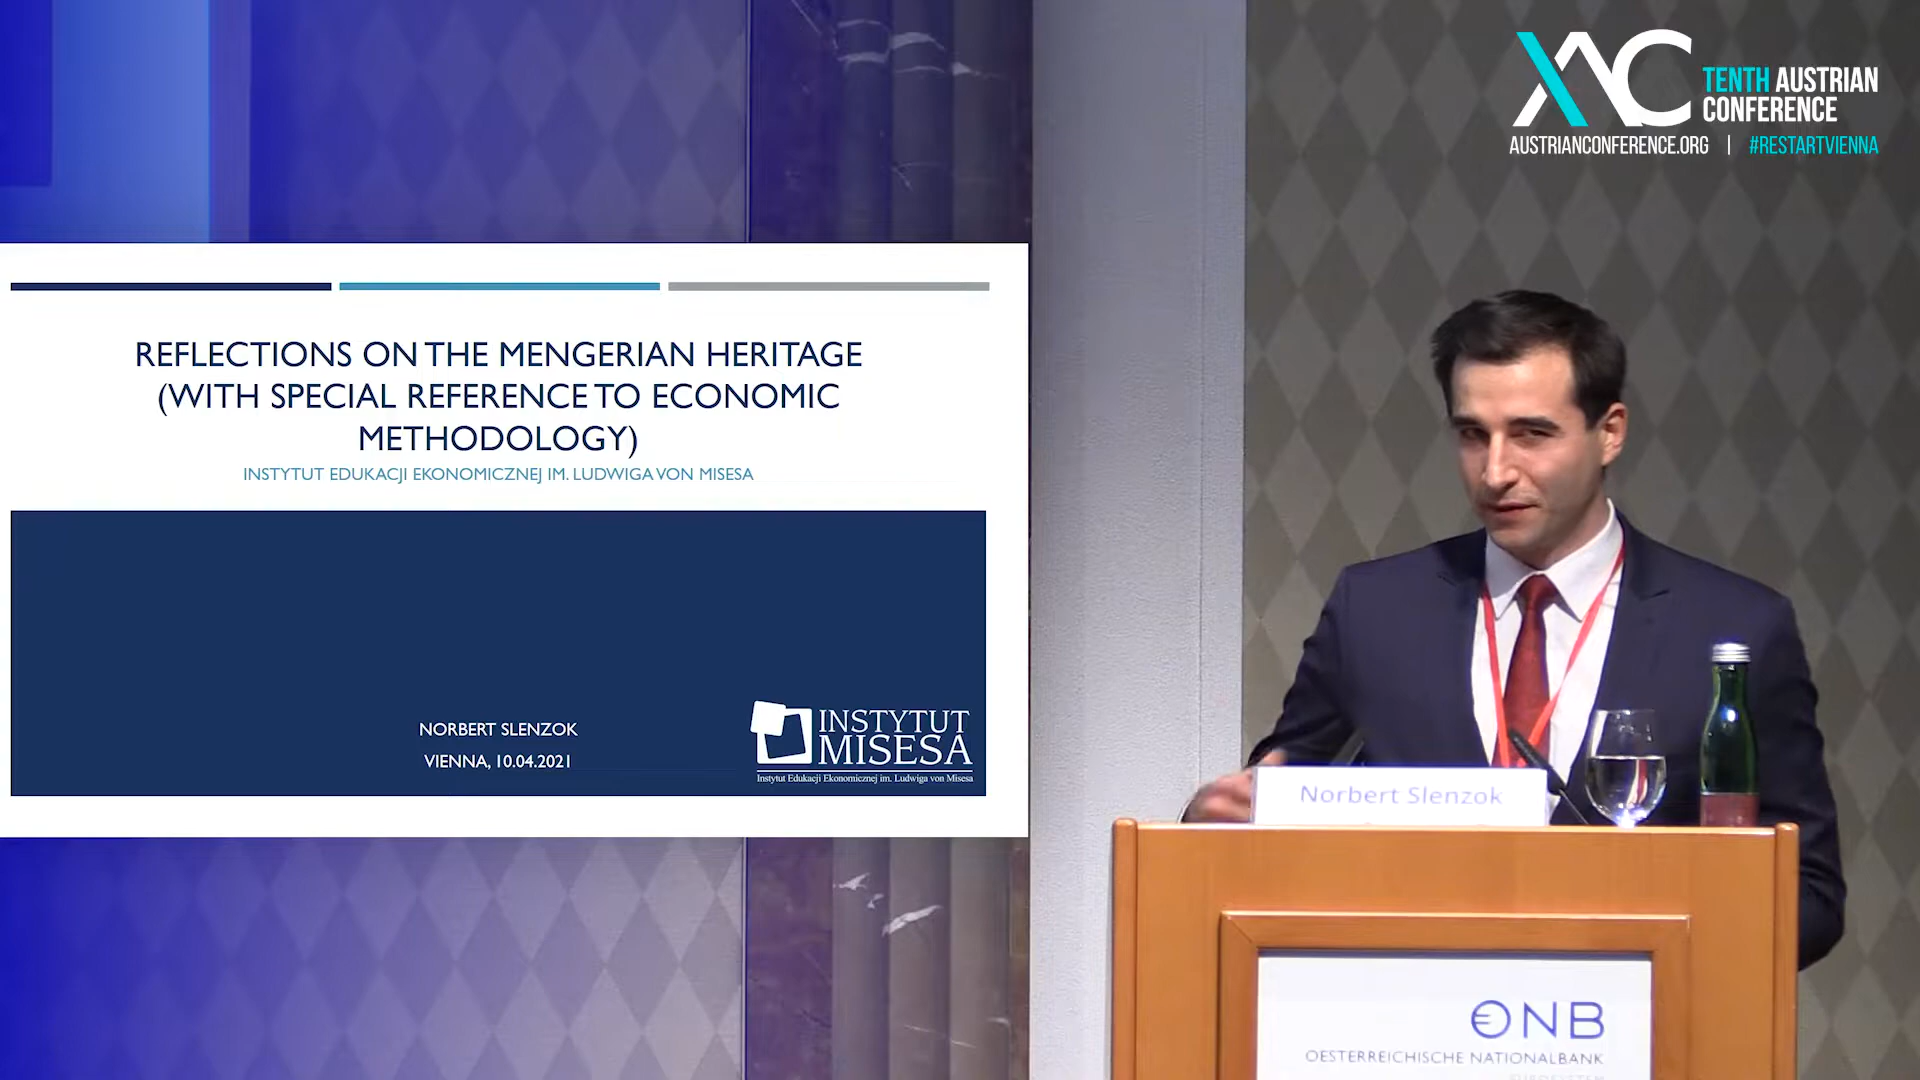 XAC
TENTH AUSTRIAN
CONFERENCE
AUSTRIANCONFERENCE.ORG | #RESTARTVIENNA
REFLECTIONS ON THE MENGERIAN HERITAGE
(WITH SPECIAL REFERENCE TO ECONOMIC
METHODOLOGY)
INSTYTUT EDUKACJI EKONOMICZNEJ IM. LUDWIGA VON MISESA
NORBERT SLENZOK
VIENNA, 10.04.2021
INSTYTUT
MISESA
Instytut Edukacji Ekonomicznej im. Ludwiga von Misesa
Norbert Slenzok
ONB
OESTERREICHISCHE NATIONALBANK